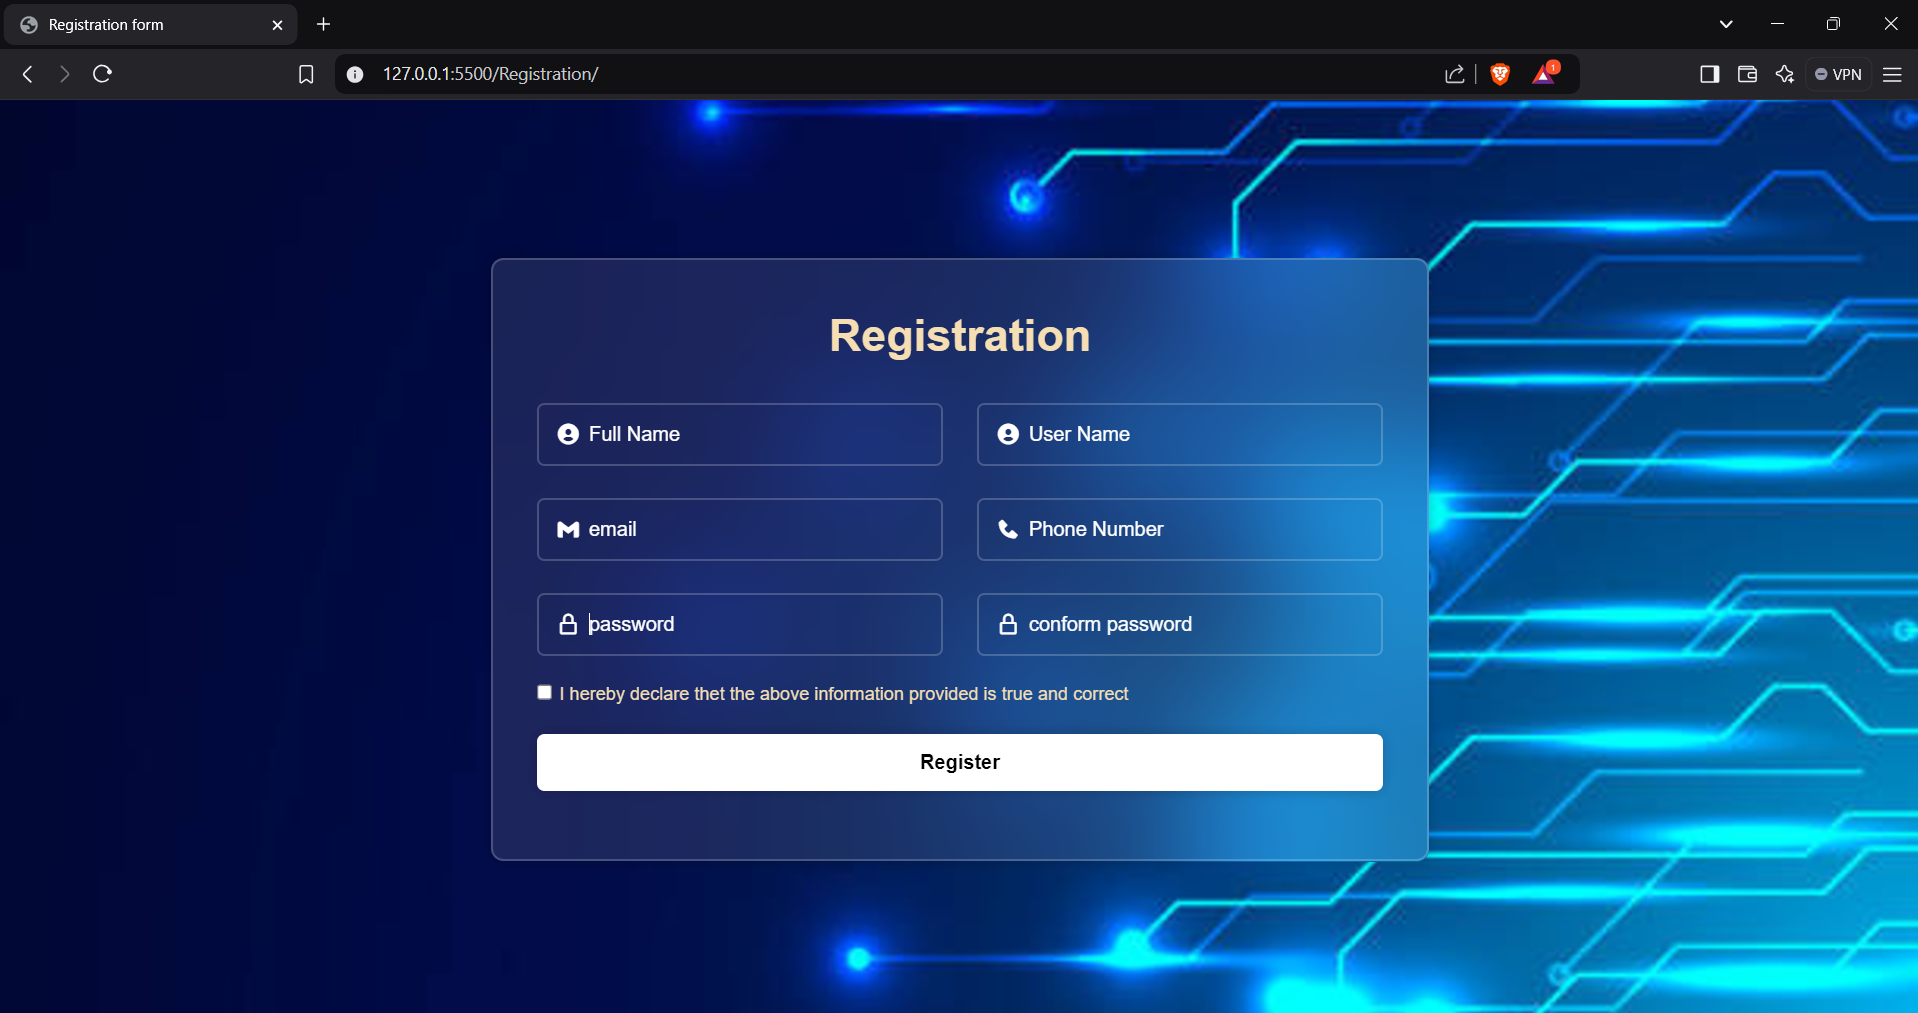 Registration form
127.0.0.1:5500/Registration/
1
VPN
Registration
Full Name
User Name
email
Phone Number
password
conform password
I hereby declare thet the above information provided is true and correct
Register